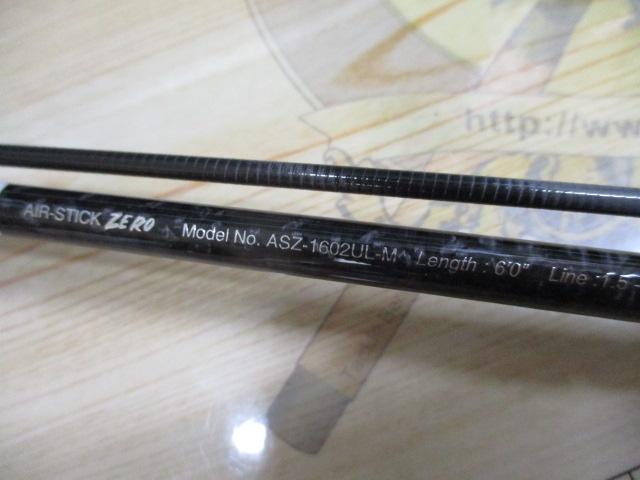 http://ww
AIR-STICK ZERO Model No. ASZ-1602UL-M Length : 6'0" Line : 1.5